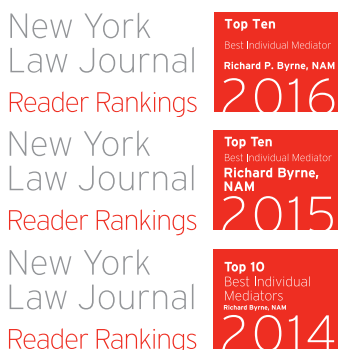 New York
Law Journal
Reader Rankings
Top Ten
Best Individual Mediator
Richard P. Byrne, NAM
2016
New York
Law Journal
Reader Rankings
Top Ten
Best Individual Mediator
Richard Byrne,
NAM
2015
New York
Law Journal
Reader Rankings
Top 10
Best Individual
Mediators
Richard Byrne, NAM
2014